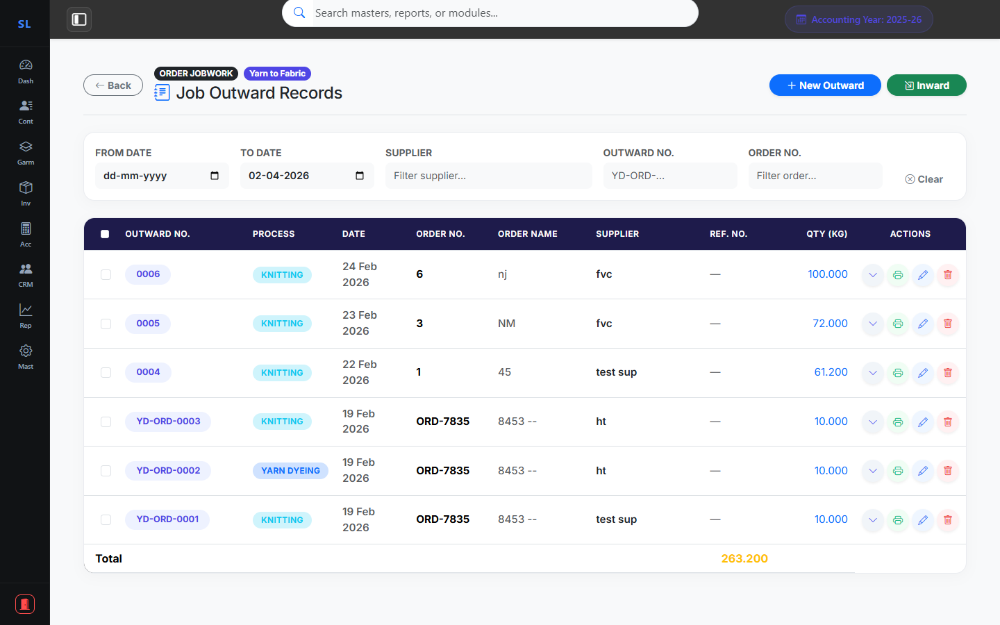 SL
Search masters, reports, or modules...
Accounting Year: 2025-26
Dash
Cont
Garm
Inv
Acc
CRM
Rep
Mast
← Back
ORDER JOBWORK Yarn to Fabric
Job Outward Records
+ New Outward
Inward
FROM DATE TO DATE SUPPLIER OUTWARD NO. ORDER NO.
dd-mm-yyyy 02-04-2026 Filter supplier... YD-ORD-... Filter order... Clear
OUTWARD NO. PROCESS DATE ORDER NO. ORDER NAME SUPPLIER REF. NO. QTY (KG) ACTIONS
0006 KNITTING 24 Feb 2026 6 nj fvc — 100.000
0005 KNITTING 23 Feb 2026 3 NM fvc — 72.000
0004 KNITTING 22 Feb 2026 1 45 test sup — 61.200
YD-ORD-0003 KNITTING 19 Feb 2026 ORD-7835 8453 -- ht — 10.000
YD-ORD-0002 YARN DYEING 19 Feb 2026 ORD-7835 8453 -- ht — 10.000
YD-ORD-0001 KNITTING 19 Feb 2026 ORD-7835 8453 -- test sup — 10.000
Total 263.200